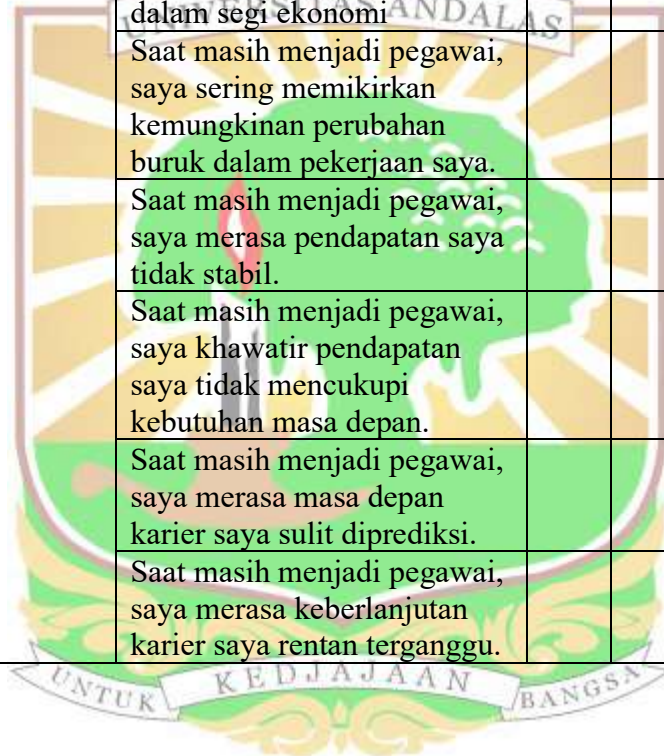 UNIVERSITAS ANDALAS
dalam segi ekonomi
Saat masih menjadi pegawai,
saya sering memikirkan
kemungkinan perubahan
buruk dalam pekerjaan saya.
Saat masih menjadi pegawai,
saya merasa pendapatan saya
tidak stabil.
Saat masih menjadi pegawai,
saya khawatir pendapatan
saya tidak mencukupi
kebutuhan masa depan.
Saat masih menjadi pegawai,
saya merasa masa depan
karier saya sulit diprediksi.
Saat masih menjadi pegawai,
saya merasa keberlanjutan
karier saya rentan terganggu.
UNTUK KEDJAJAAN BANGSA